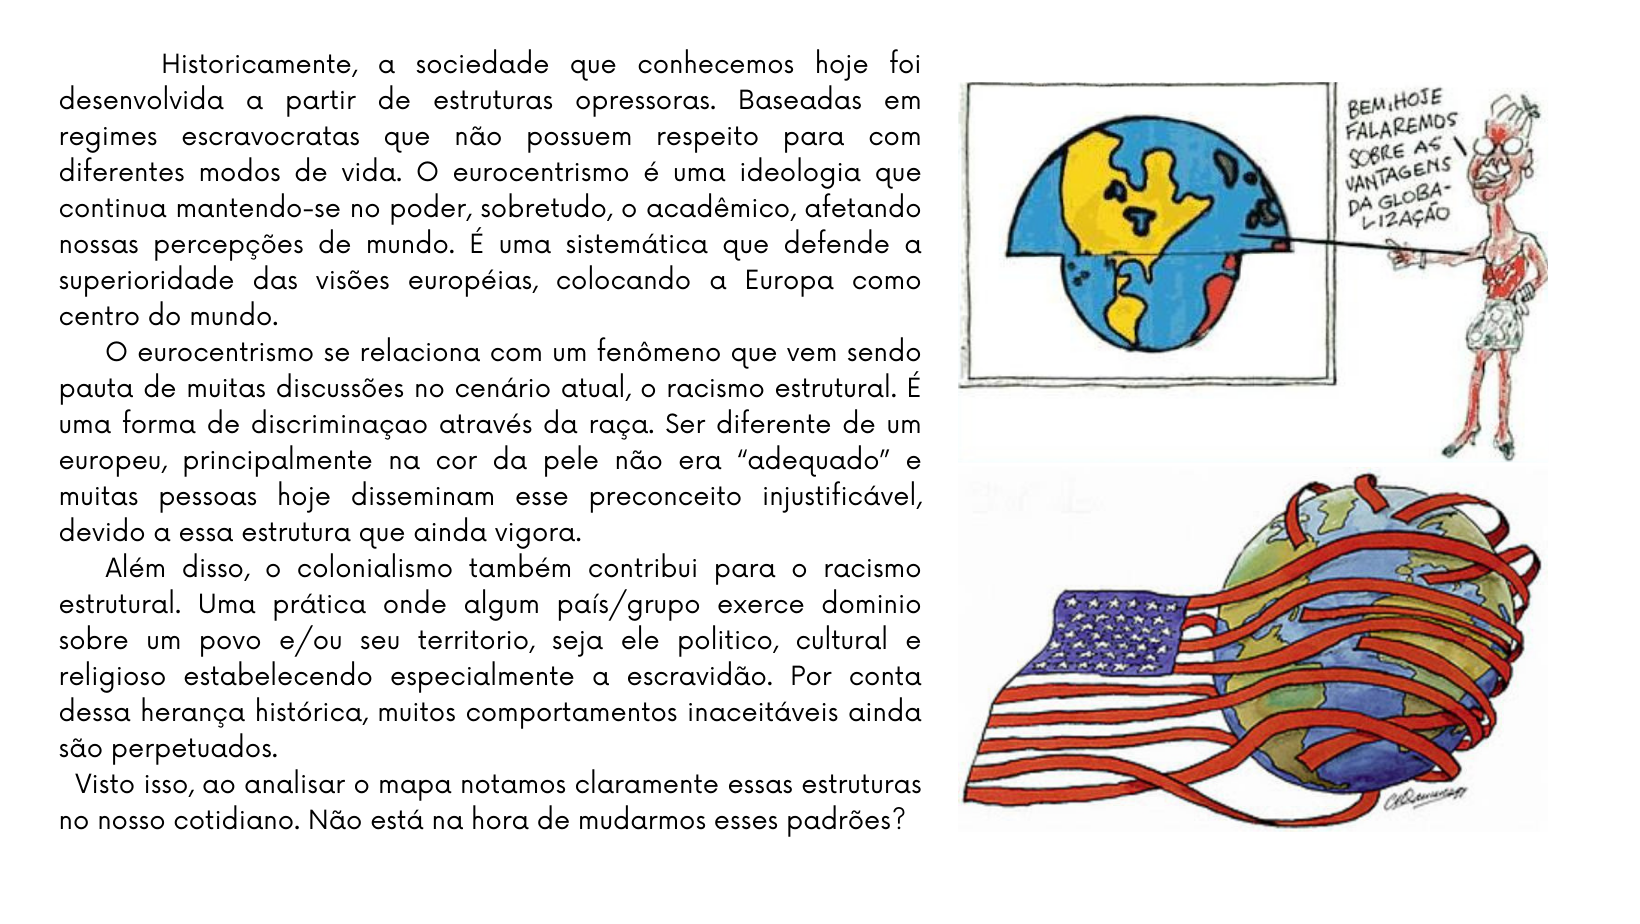 Historicamente, a sociedade que conhecemos hoje foi
desenvolvida a partir de estruturas opressoras. Baseadas em
regimes escravocratas que não possuem respeito para com
diferentes modos de vida. O eurocentrismo é uma ideologia que
continua mantendo-se no poder, sobretudo, o acadêmico, afetando
nossas percepções de mundo. É uma sistemática que defende a
superioridade das visões européias, colocando a Europa como
centro do mundo.
O eurocentrismo se relaciona com um fenômeno que vem sendo
pauta de muitas discussões no cenário atual, o racismo estrutural. É
uma forma de discriminaçao através da raça. Ser diferente de um
europeu, principalmente na cor da pele não era “adequado” e
muitas pessoas hoje disseminam esse preconceito injustificável,
devido a essa estrutura que ainda vigora.
Além disso, o colonialismo também contribui para o racismo
estrutural. Uma prática onde algum país/grupo exerce dominio
sobre um povo e/ou seu territorio, seja ele politico, cultural e
religioso estabelecendo especialmente a escravidão. Por conta
dessa herança histórica, muitos comportamentos inaceitáveis ainda
são perpetuados.
Visto isso, ao analisar o mapa notamos claramente essas estruturas
no nosso cotidiano. Não está na hora de mudarmos esses padrões?
BEM, HOJE
FALAREMOS
SOBRE AS
VANTAGENS
DA GLOBA-
LIZAÇÃO